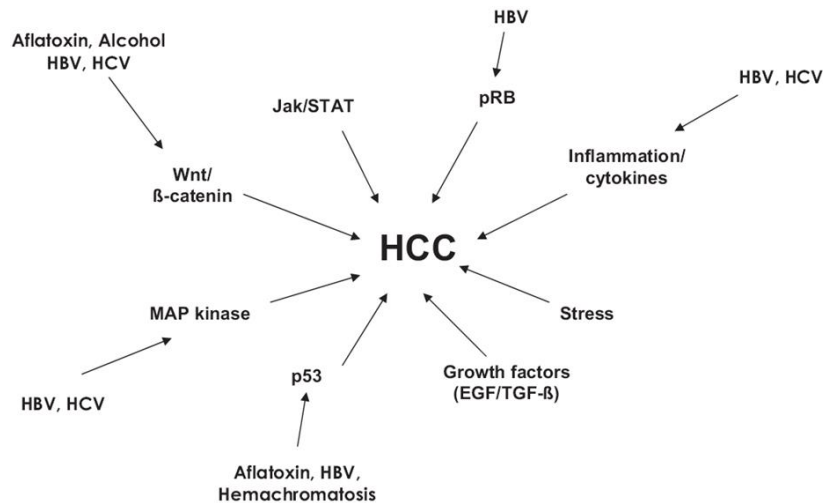 HBV
Aflatoxin, Alcohol
HBV, HCV
HBV, HCV
Jak/STAT
pRB
Inflammation/
cytokines
Wnt/
ß-catenin
HCC
MAP kinase
Stress
p53
Growth factors
(EGF/TGF-ß)
HBV, HCV
Aflatoxin, HBV,
Hemachromatosis